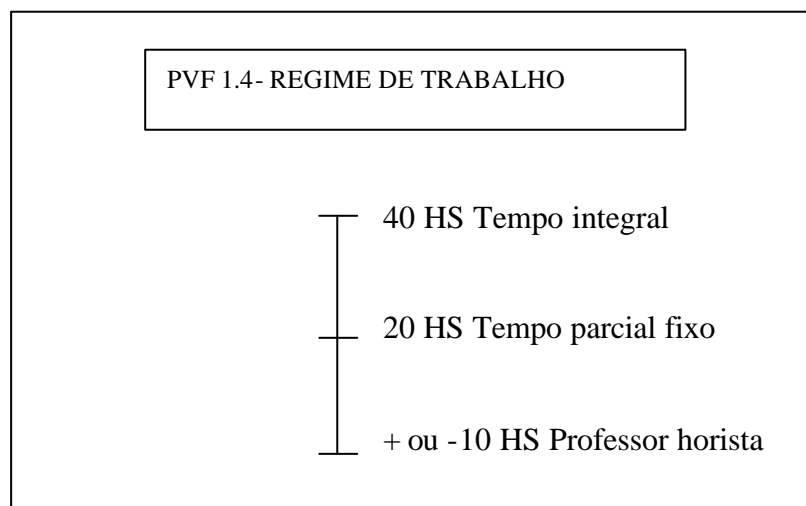 PVF 1.4- REGIME DE TRABALHO
40 HS Tempo integral
20 HS Tempo parcial fixo
+ ou -10 HS Professor horista